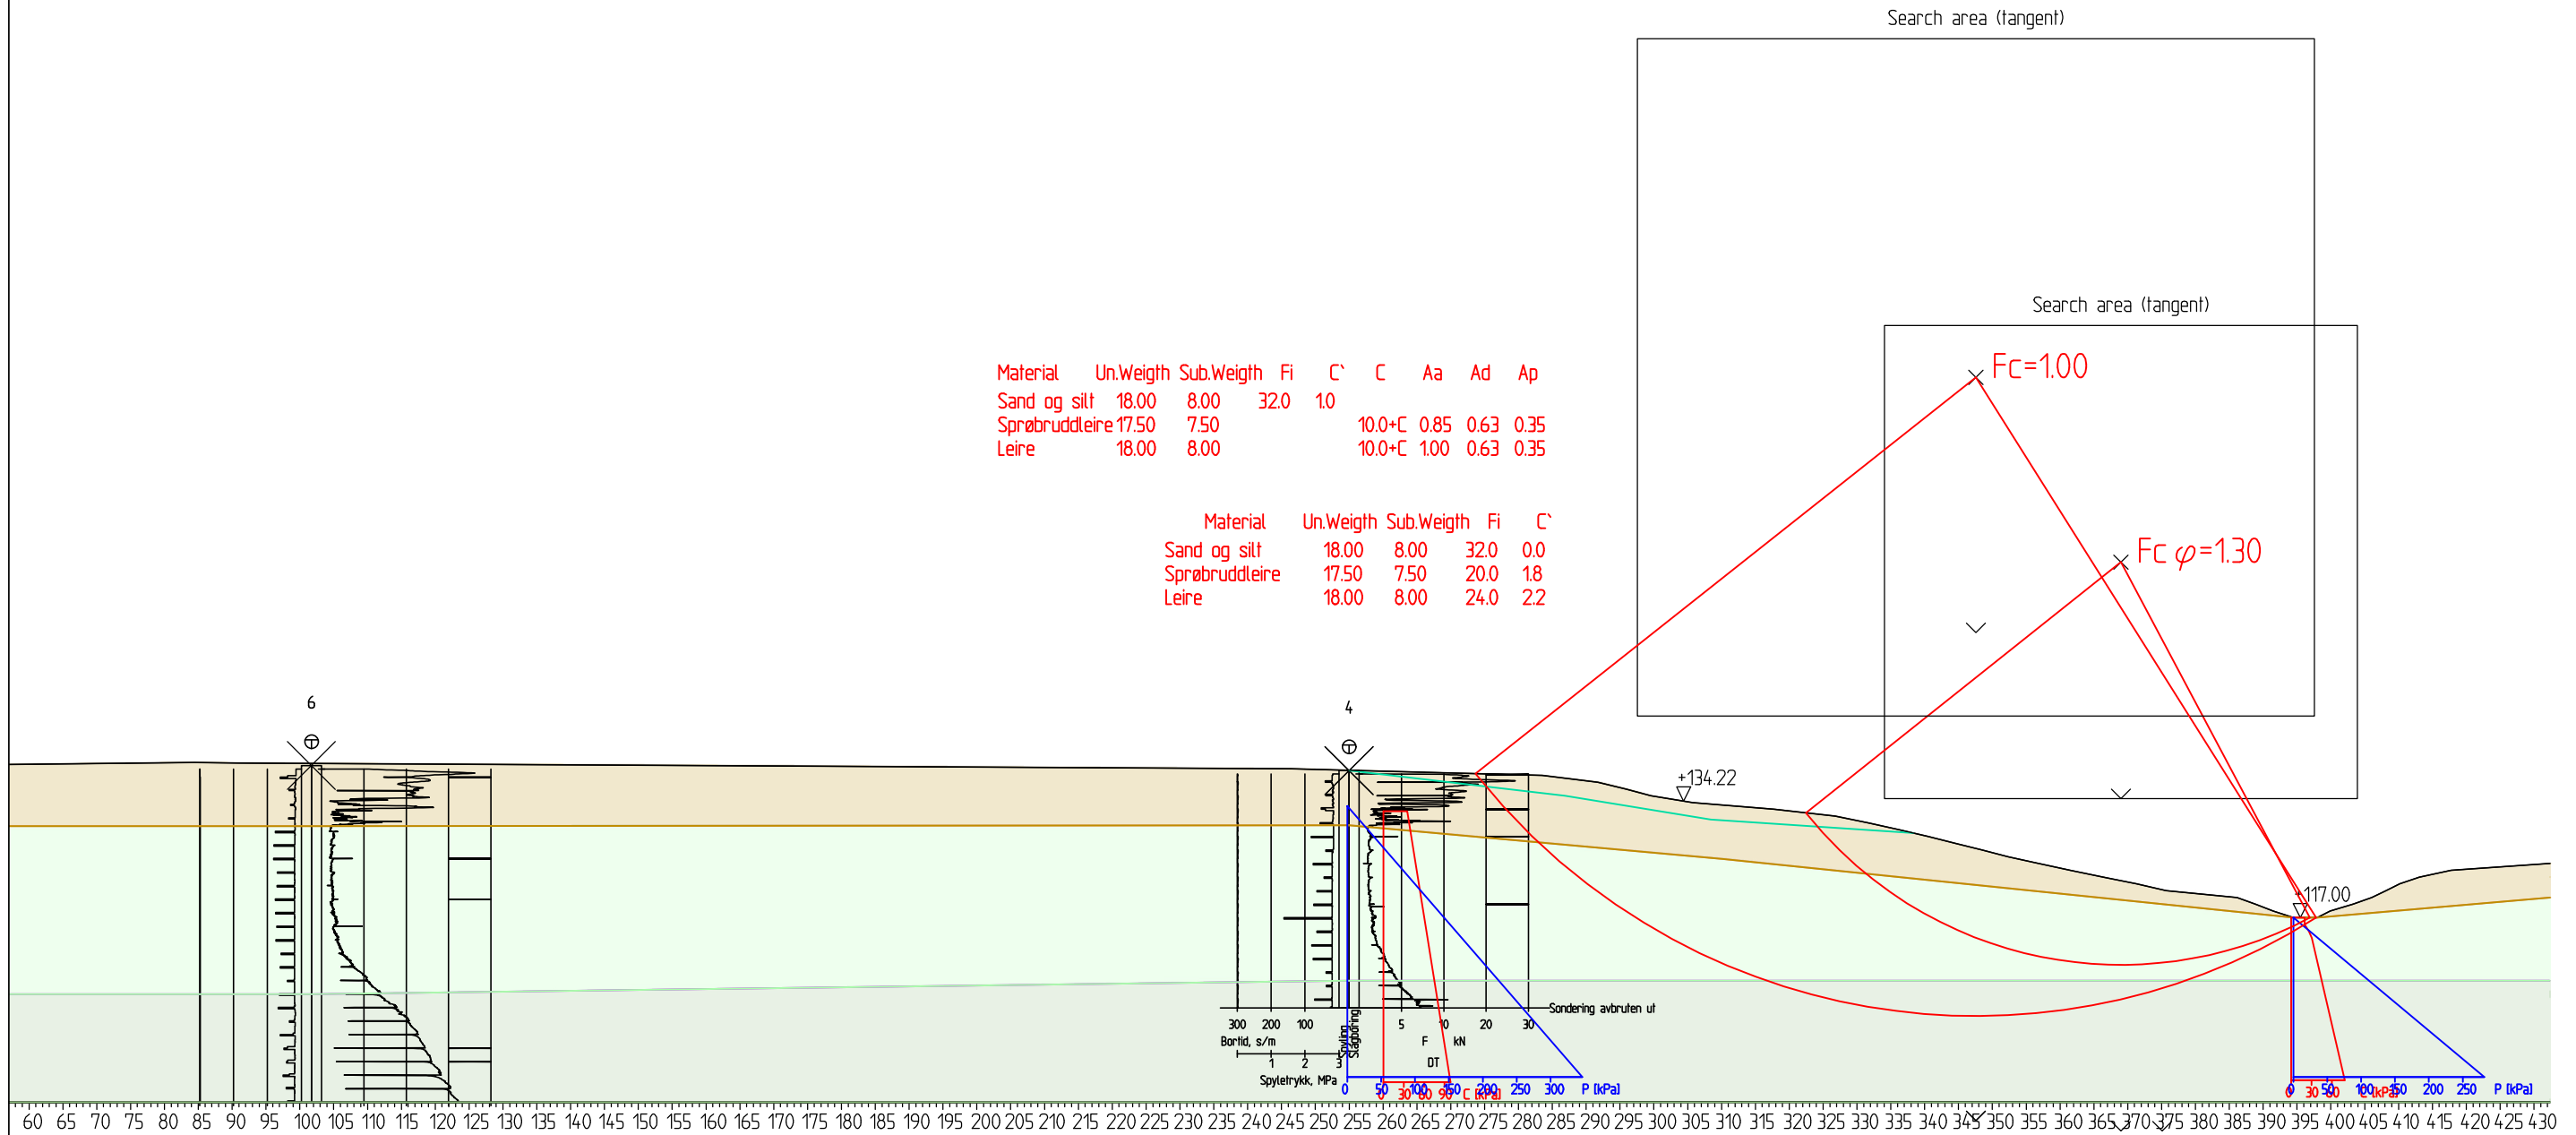 Search area (tangent)
Search area (tangent)
Fc=1.00
Material Un.Weigth Sub.Weigth Fi C` C Aa Ad Ap
Sand og silt 18.00 8.00 32.0 1.0
Sprøbruddleire 17.50 7.50 10.0+C 0.85 0.63 0.35
Leire 18.00 8.00 10.0+C 1.00 0.63 0.35
Material Un.Weigth Sub.Weigth Fi C`
Sand og silt 18.00 8.00 32.0 0.0
Sprøbruddleire 17.50 7.50 20.0 1.8
Leire 18.00 8.00 24.0 2.2
Fc φ=1.30
6
4
+134.22
+117.00
Sondering avbruten ut
300 200 100 5 10 20 30
Bortid, s/m F kN
Spyling
Slagboring
1 2 3 DT
Spyletrykk, MPa
0 50 100 150 200 250 300 P [kPa]
0 30 60 90 C [kPa]
0 50 100 150 200 250 P [kPa]
0 30 60 C [kPa]
60 65 70 75 80 85 90 95 100 105 110 115 120 125 130 135 140 145 150 155 160 165 170 175 180 185 190 195 200 205 210 215 220 225 230 235 240 245 250 255 260 265 270 275 280 285 290 295 300 305 310 315 320 325 330 335 340 345 350 355 360 365 370 375 380 385 390 395 400 405 410 415 420 425 430